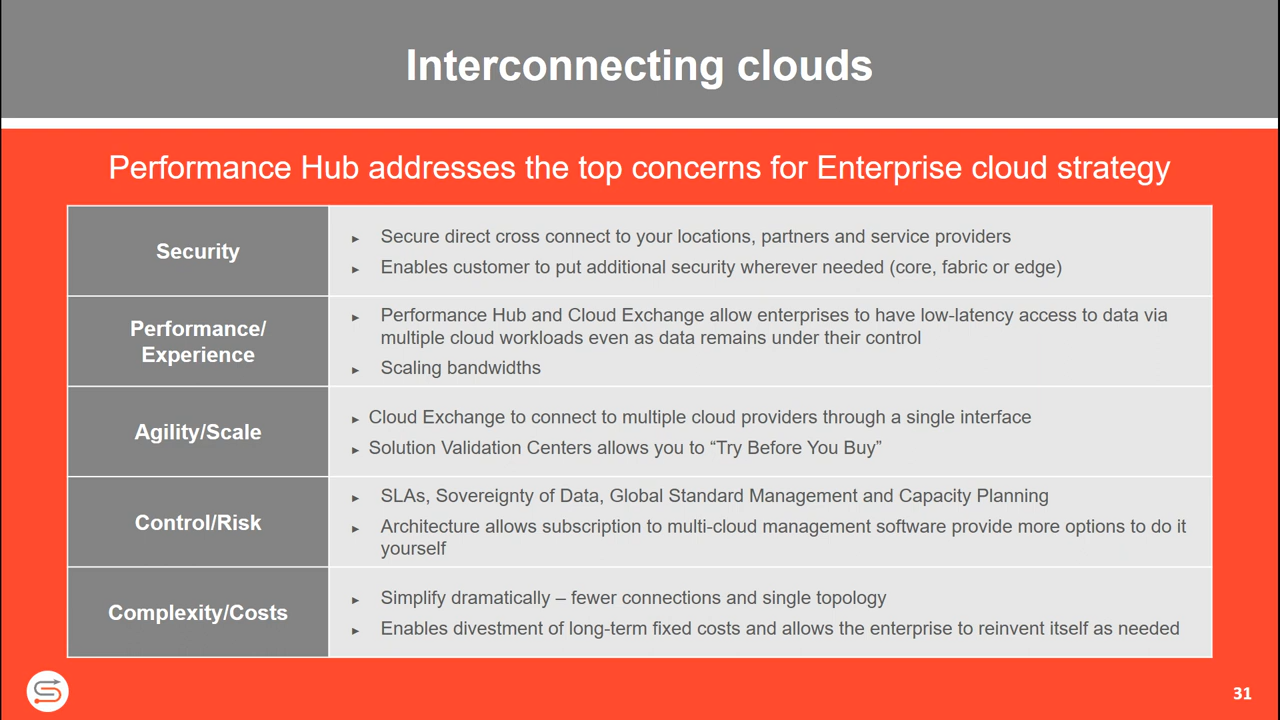 Interconnecting clouds
Performance Hub addresses the top concerns for Enterprise cloud strategy
Security
▸ Secure direct cross connect to your locations, partners and service providers
▸ Enables customer to put additional security wherever needed (core, fabric or edge)
Performance/
Experience
▸ Performance Hub and Cloud Exchange allow enterprises to have low-latency access to data via
multiple cloud workloads even as data remains under their control
▸ Scaling bandwidths
Agility/Scale
▸ Cloud Exchange to connect to multiple cloud providers through a single interface
▸ Solution Validation Centers allows you to “Try Before You Buy”
Control/Risk
▸ SLAs, Sovereignty of Data, Global Standard Management and Capacity Planning
▸ Architecture allows subscription to multi-cloud management software provide more options to do it
yourself
Complexity/Costs
▸ Simplify dramatically – fewer connections and single topology
▸ Enables divestment of long-term fixed costs and allows the enterprise to reinvent itself as needed
31